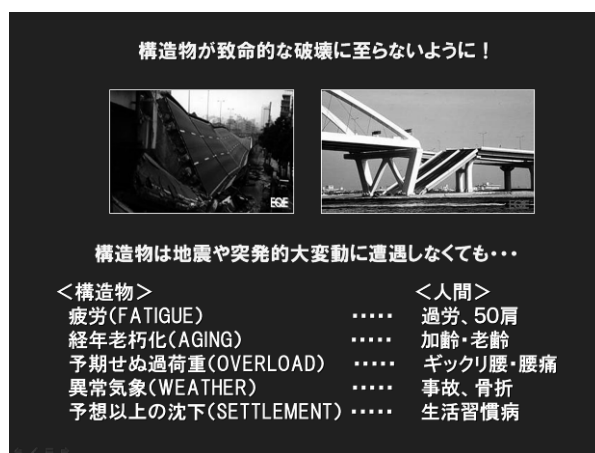 構造物が致命的な破壊に至らないように！
EQE
EQE
構造物は地震や突発的大変動に遭遇しなくても・・・
＜構造物＞ ＜人間＞
疲労(FATIGUE) ・・・・・ 過労、50肩
経年老朽化(AGING) ・・・・・ 加齢・老齢
予期せぬ過荷重(OVERLOAD) ・・・・・ ギックリ腰・腰痛
異常気象(WEATHER) ・・・・・ 事故、骨折
予想以上の沈下(SETTLEMENT) ・・・・・ 生活習慣病